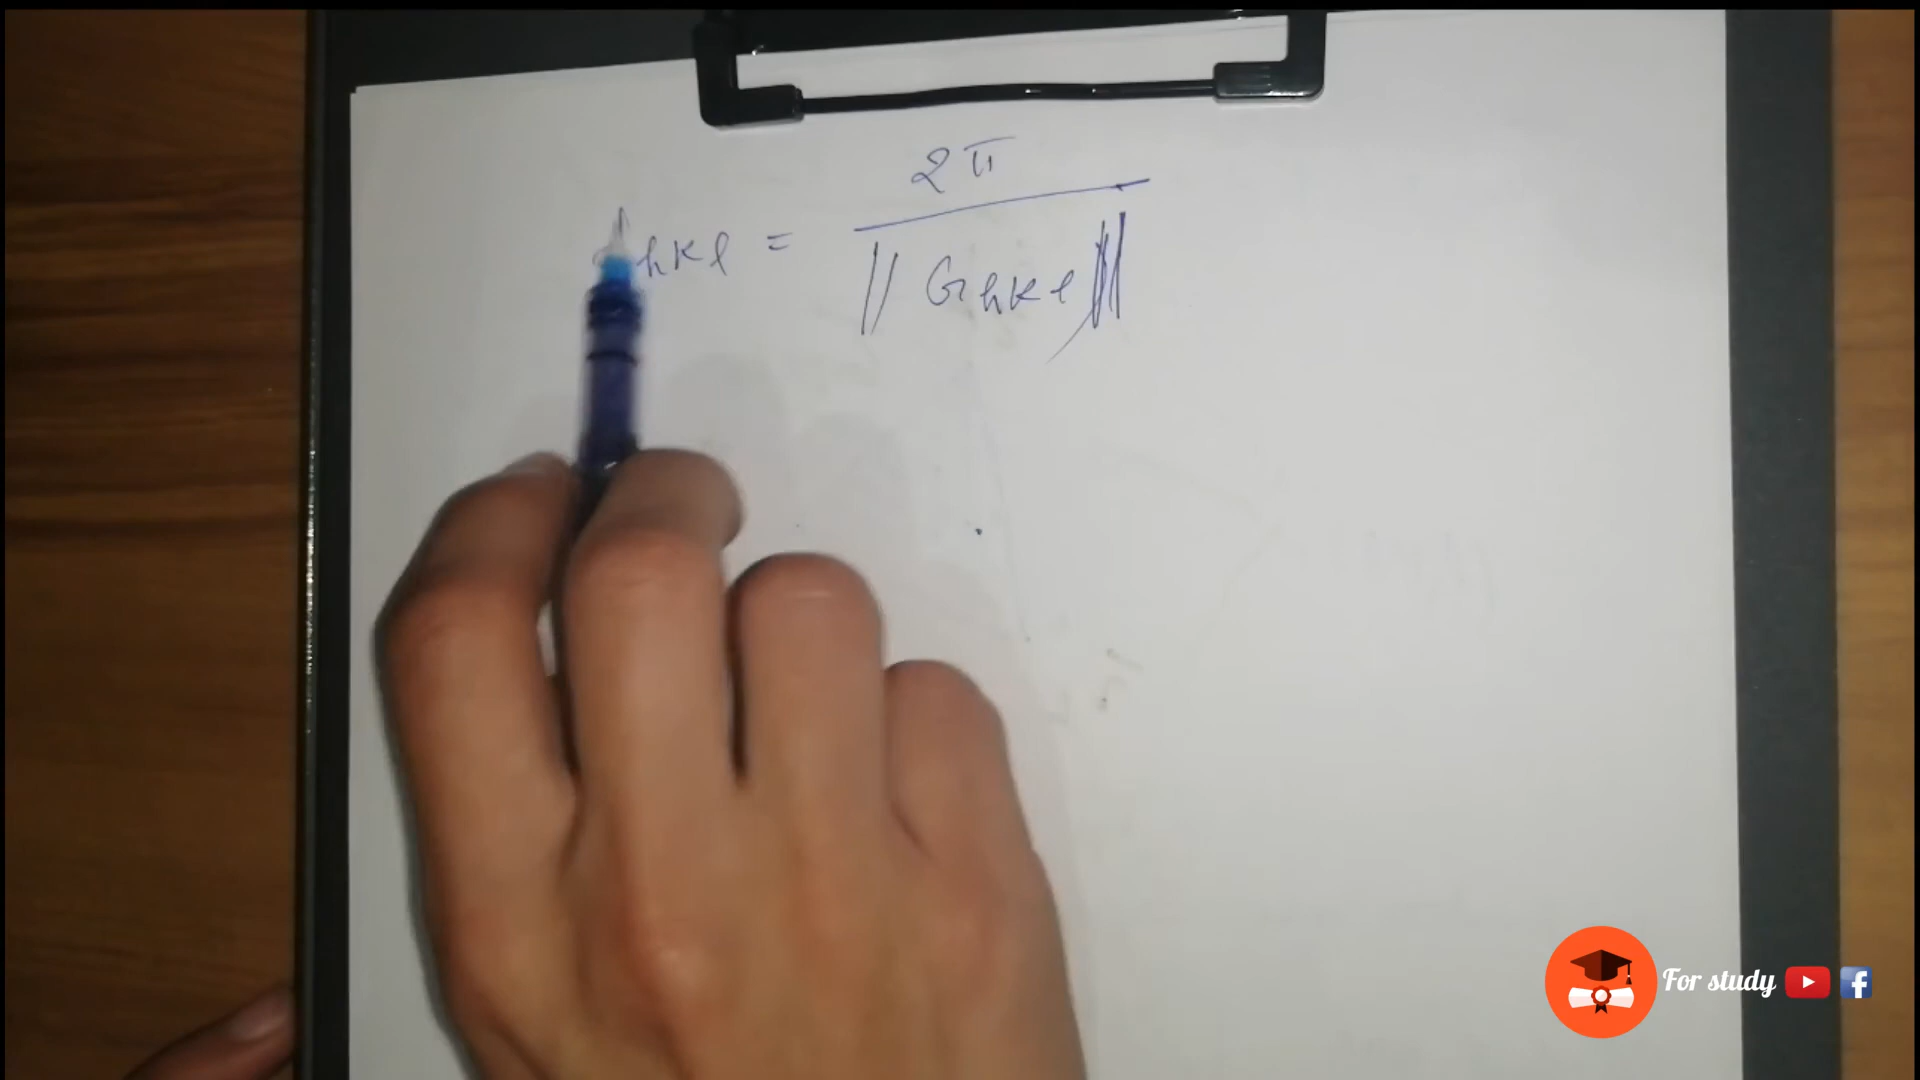 hkl = 2π / ||Ghkl||
For study